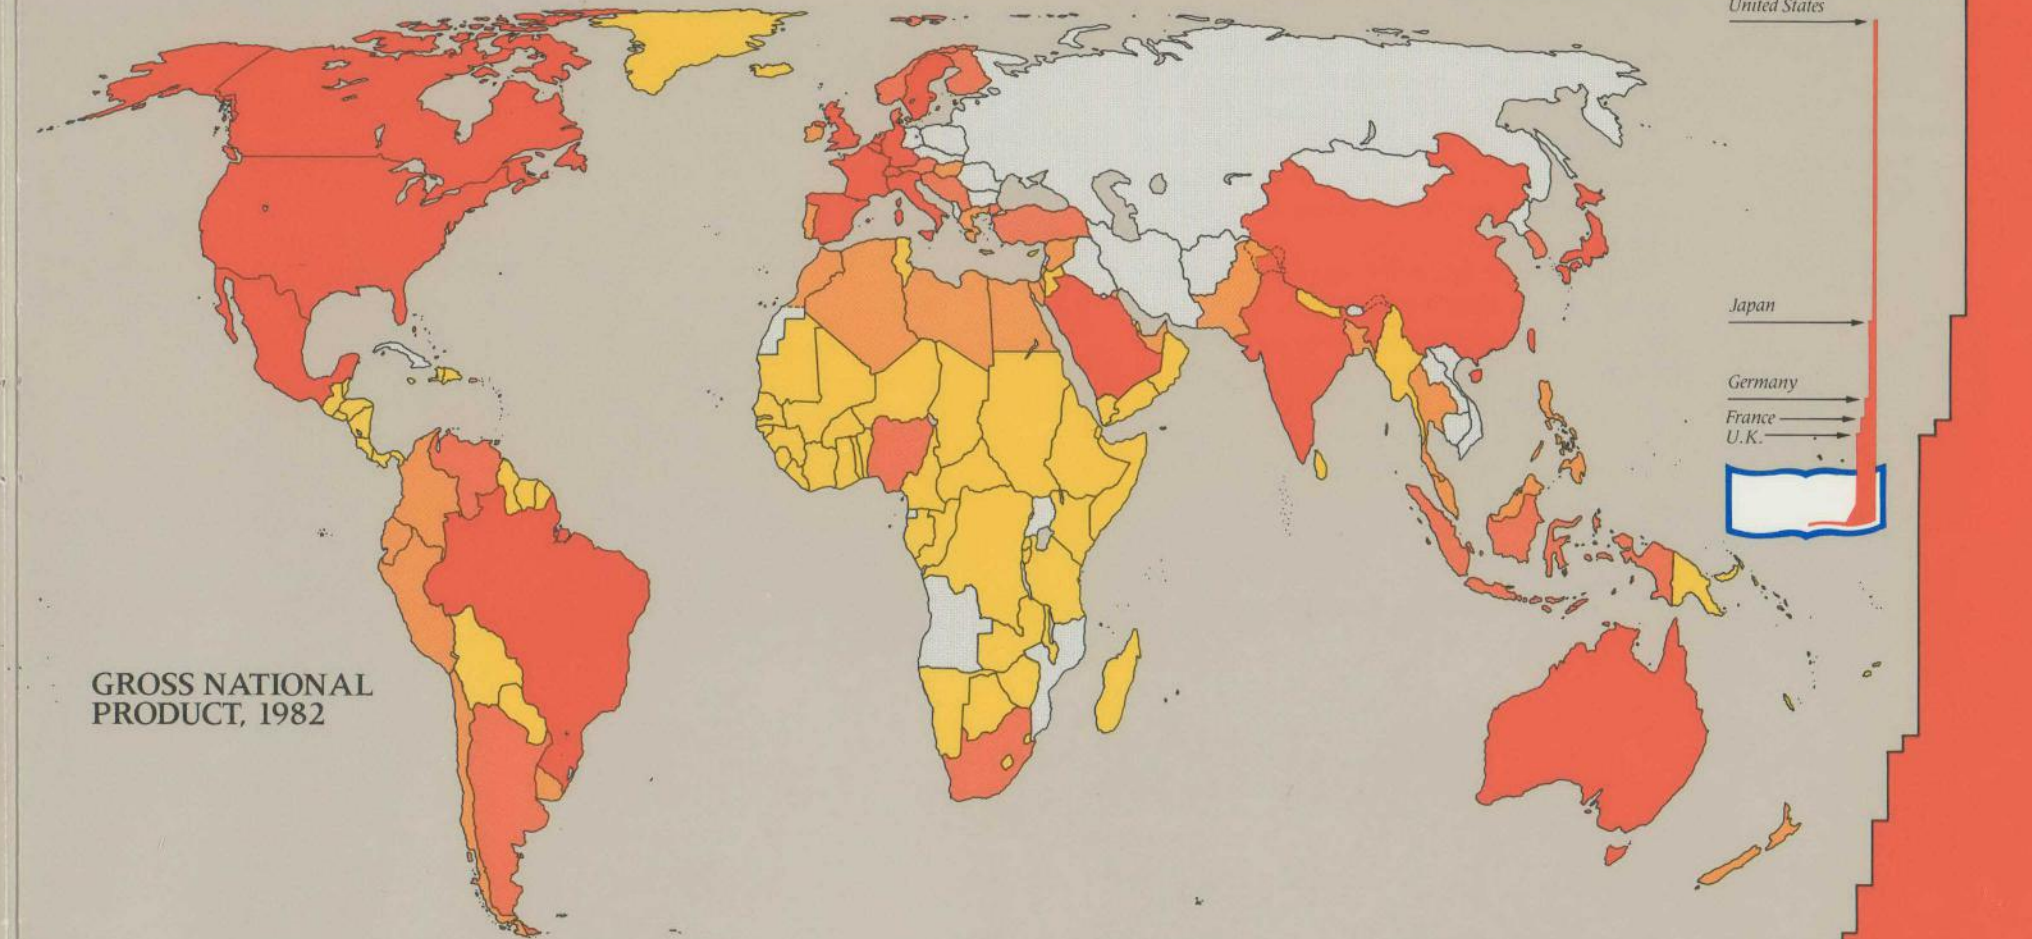 United States
Japan
Germany
France
U.K.
GROSS NATIONAL
PRODUCT, 1982